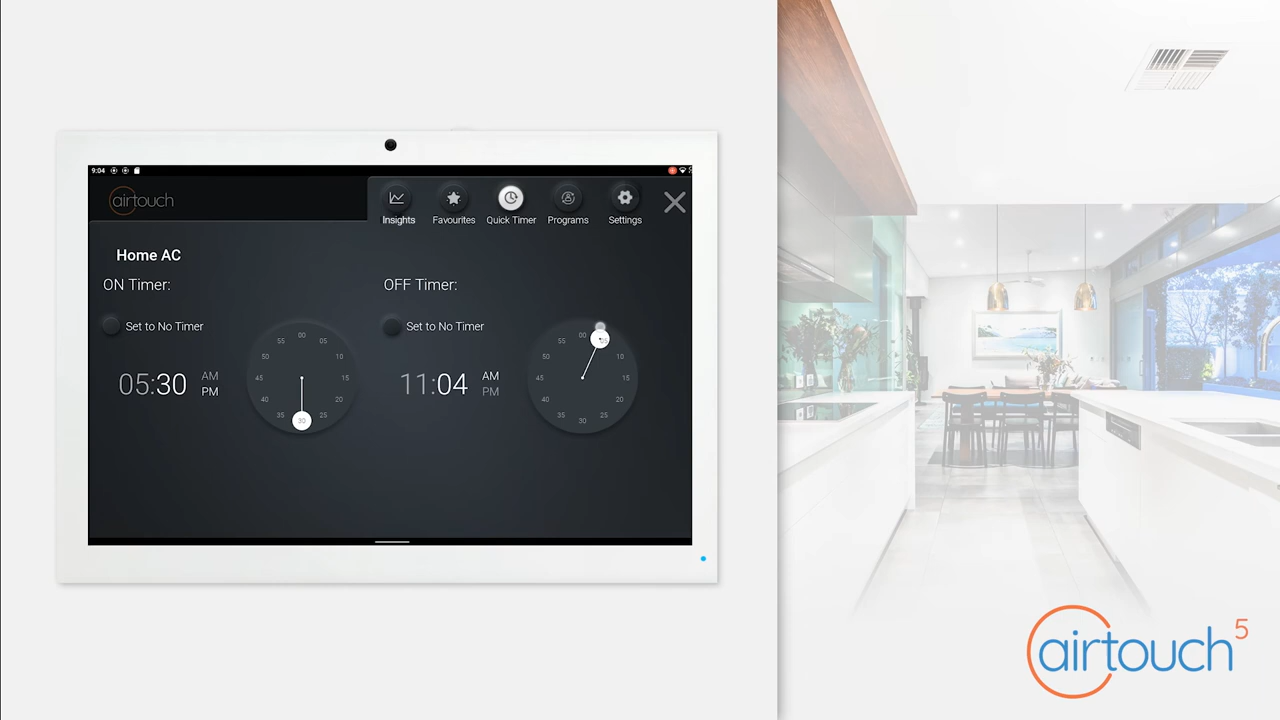 9:04
airtouch
Insights
Favourites
Quick Timer
Programs
Settings
Home AC
ON Timer:
Set to No Timer
05:30
AM
PM
00
05
10
15
20
25
30
35
40
45
50
55
OFF Timer:
Set to No Timer
11:04
AM
PM
00
05
10
15
20
25
30
35
40
45
50
55
airtouch 5